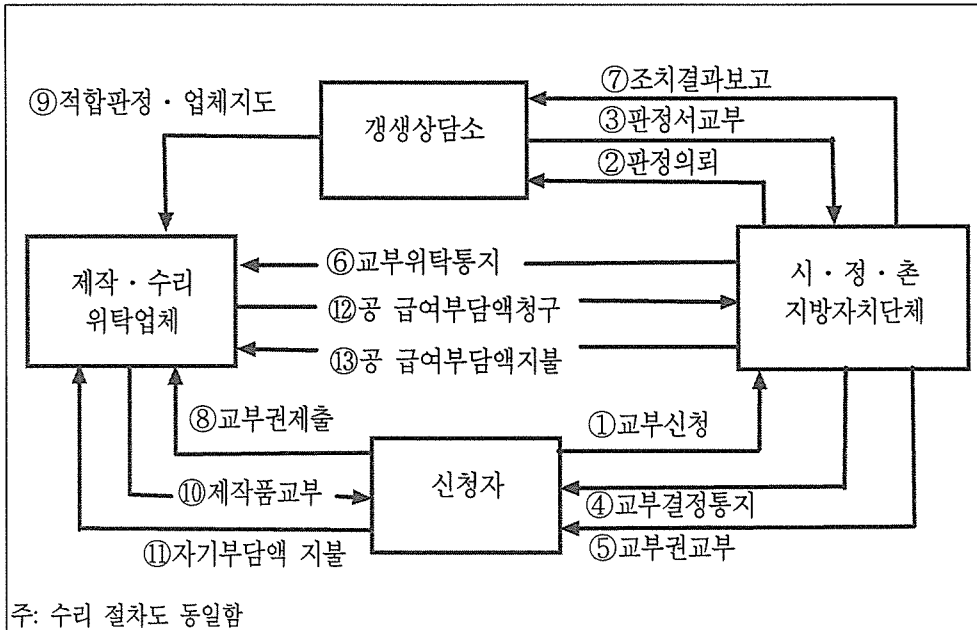 ⑦조치결과보고
⑨적합판정・업체지도
갱생상담소
③판정서교부
②판정의뢰
제작・수리
위탁업체
⑥교부위탁통지
⑫공 급여부담액청구
⑬공 급여부담액지불
시・정・촌
지방자치단체
⑧교부권제출
①교부신청
신청자
⑩제작품교부
④교부결정통지
⑪자기부담액 지불
⑤교부권교부
주: 수리 절차도 동일함